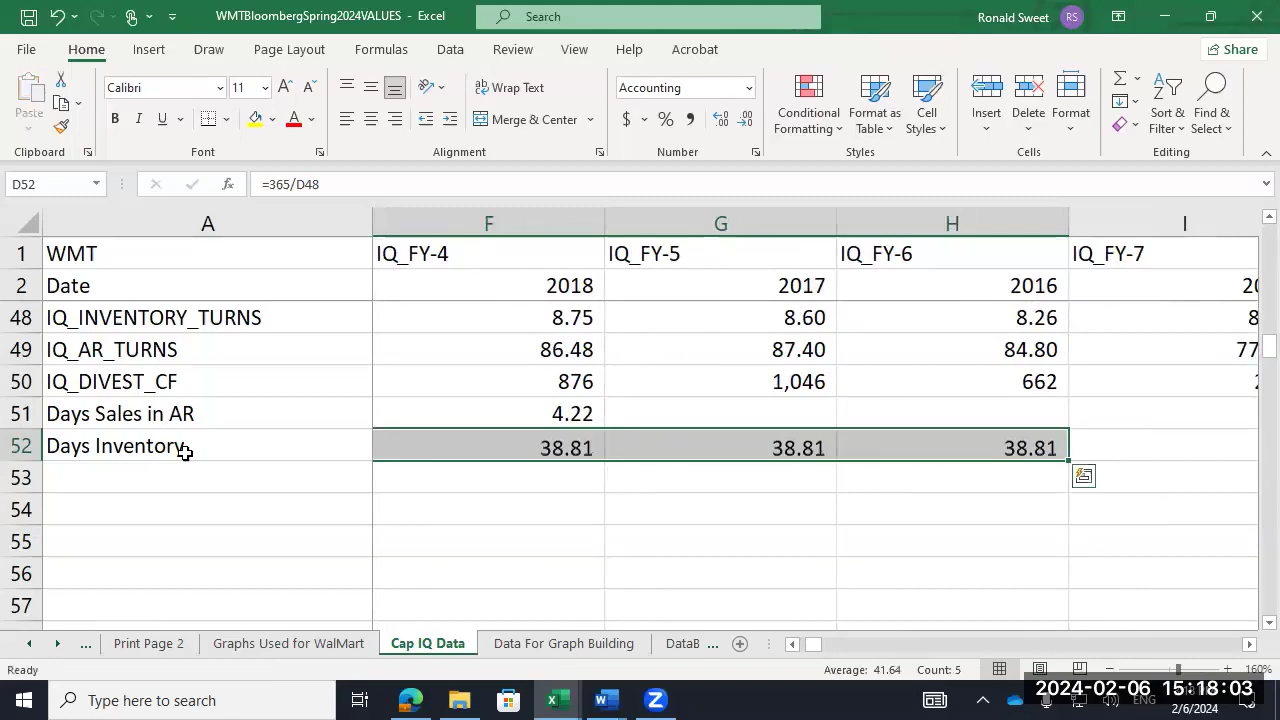 WMTBloombergSpring2024VALUES - Excel
Search
Ronald Sweet RS
File Home Insert Draw Page Layout Formulas Data Review View Help Acrobat Share
Paste
Clipboard
Calibri 11
B I U
Font
Wrap Text
Merge & Center
Alignment
Accounting
$ % 9
Number
Conditional Formatting
Format as Table
Cell Styles
Styles
Insert Delete Format
Cells
Sort & Filter
Find & Select
Editing
D52 fx =365/D48
A F G H I
1 WMT IQ_FY-4 IQ_FY-5 IQ_FY-6 IQ_FY-7
2 Date 2018 2017 2016 20
48 IQ_INVENTORY_TURNS 8.75 8.60 8.26 8
49 IQ_AR_TURNS 86.48 87.40 84.80 77
50 IQ_DIVEST_CF 876 1,046 662
51 Days Sales in AR 4.22
52 Days Inventory 38.81 38.81 38.81
53
54
55
56
57
... Print Page 2 Graphs Used for WalMart Cap IQ Data Data For Graph Building DataB ...
Ready Average: 41.64 Count: 5 160%
Type here to search
2024-02-06 15:18:03
ENG
2/6/2024